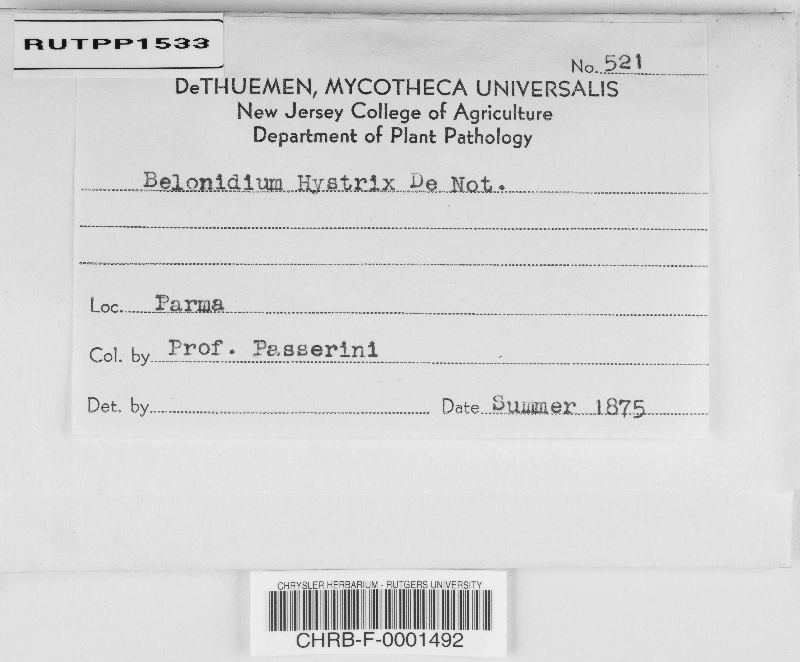 RUTPP1533
No. 521
DeTHUEMEN, MYCOTHECA UNIVERSALIS
New Jersey College of Agriculture
Department of Plant Pathology
Belonidium Hystrix De Not.
Loc. Parma
Col. by Prof. Passerini
Det. by Date Summer 1875
CHRYSLER HERBARIUM - RUTGERS UNIVERSITY
CHRB-F-0001492